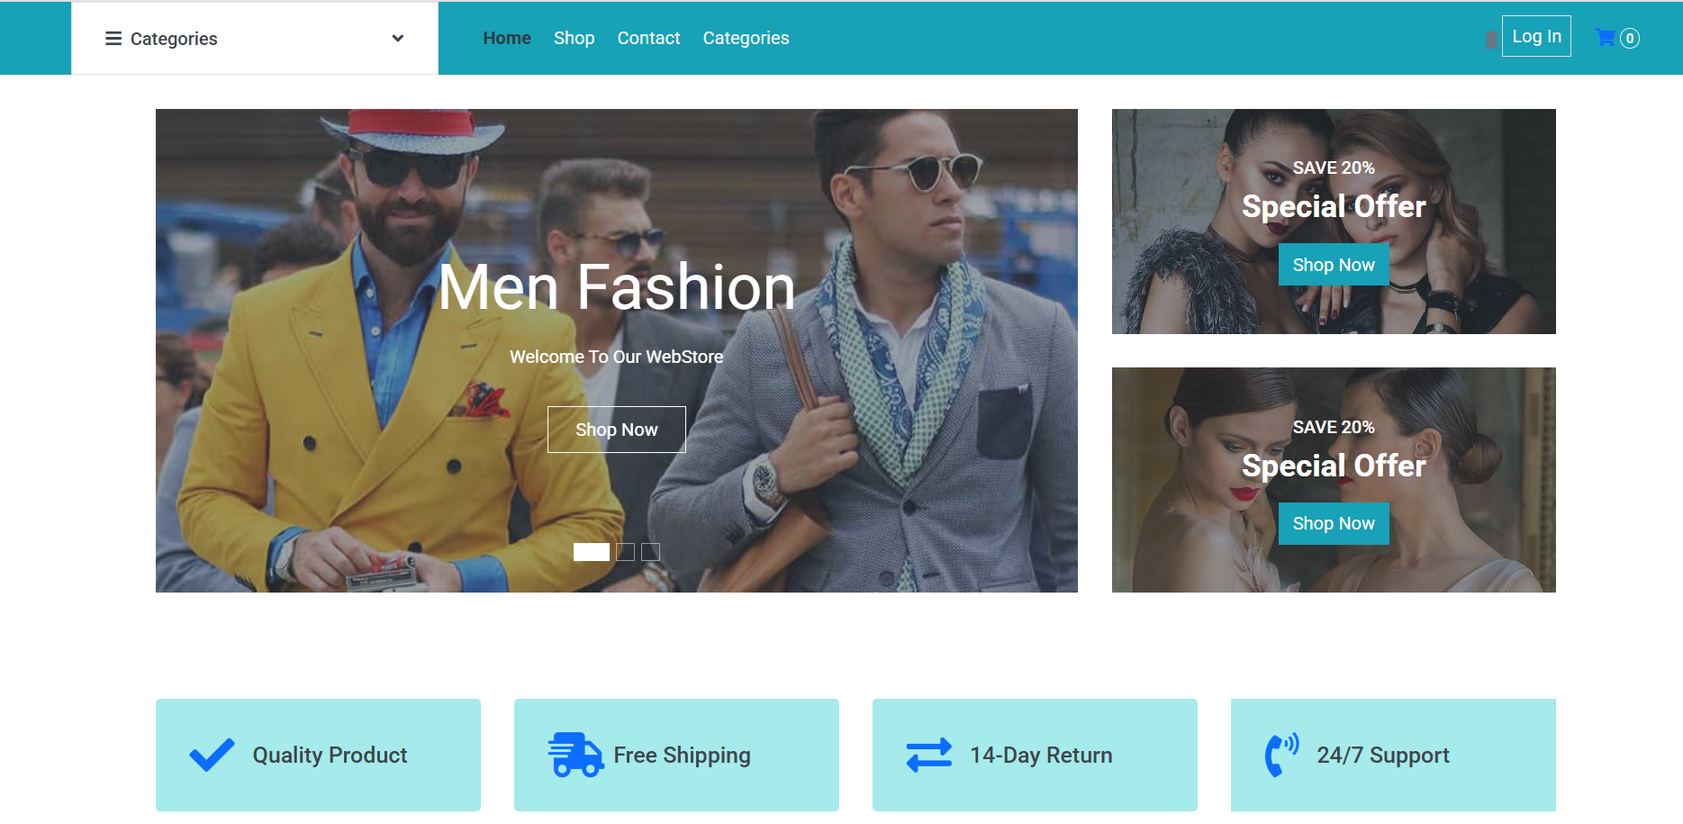 Categories
Home Shop Contact Categories
Log In
0
Men Fashion
Welcome To Our WebStore
Shop Now
SAVE 20%
Special Offer
Shop Now
SAVE 20%
Special Offer
Shop Now
Quality Product
Free Shipping
14-Day Return
24/7 Support